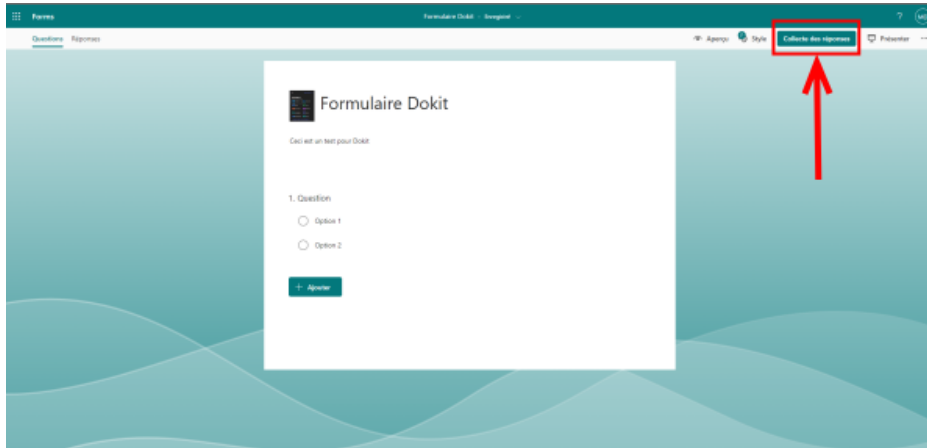 Forms
Formulaire Dokit - Enregistré
?
Questions Réponses
Aperçu Style Collecte des réponses Présenter ...
Formulaire Dokit
Ceci est un test pour Dokit
1. Question
Option 1
Option 2
+ Ajouter